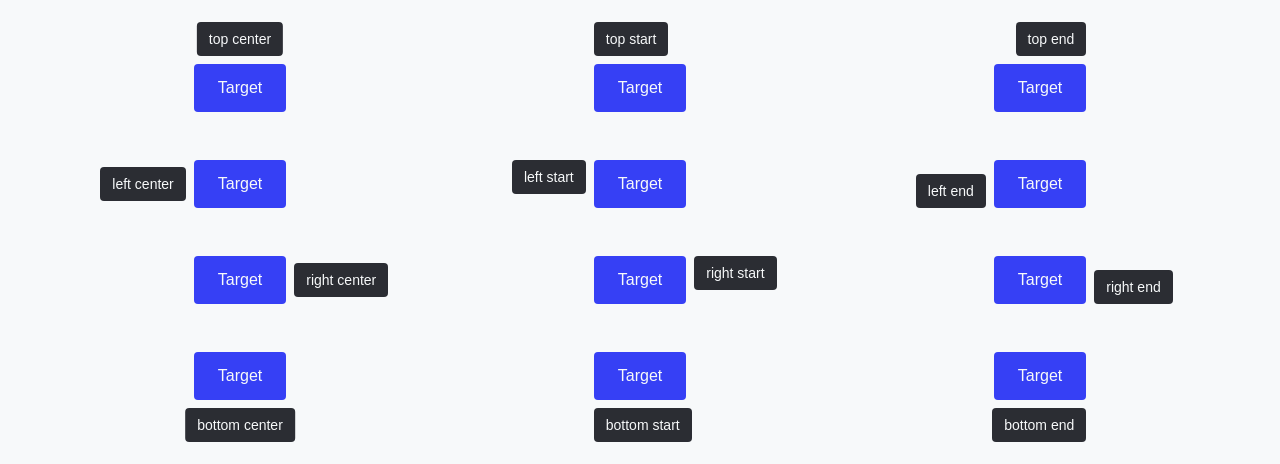 top center
top start
top end
Target
Target
Target
left center
Target
left start
Target
left end
Target
Target
right center
Target
right start
Target
right end
Target
Target
Target
bottom center
bottom start
bottom end